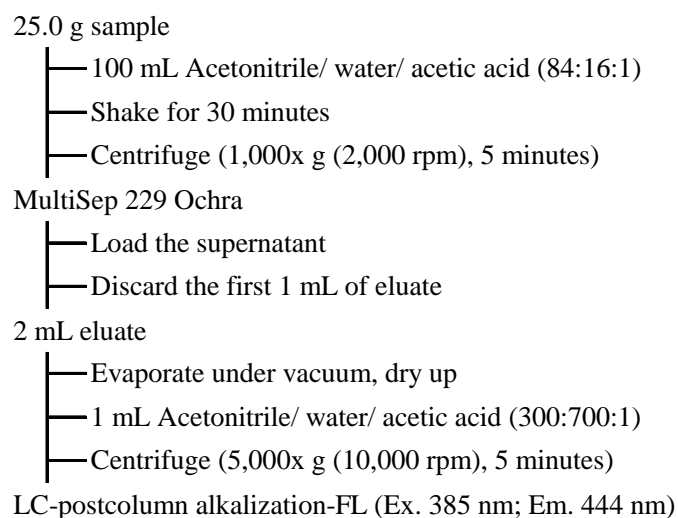 25.0 g sample
100 mL Acetonitrile/ water/ acetic acid (84:16:1)
Shake for 30 minutes
Centrifuge (1,000x g (2,000 rpm), 5 minutes)
MultiSep 229 Ochra
Load the supernatant
Discard the first 1 mL of eluate
2 mL eluate
Evaporate under vacuum, dry up
1 mL Acetonitrile/ water/ acetic acid (300:700:1)
Centrifuge (5,000x g (10,000 rpm), 5 minutes)
LC-postcolumn alkalization-FL (Ex. 385 nm; Em. 444 nm)